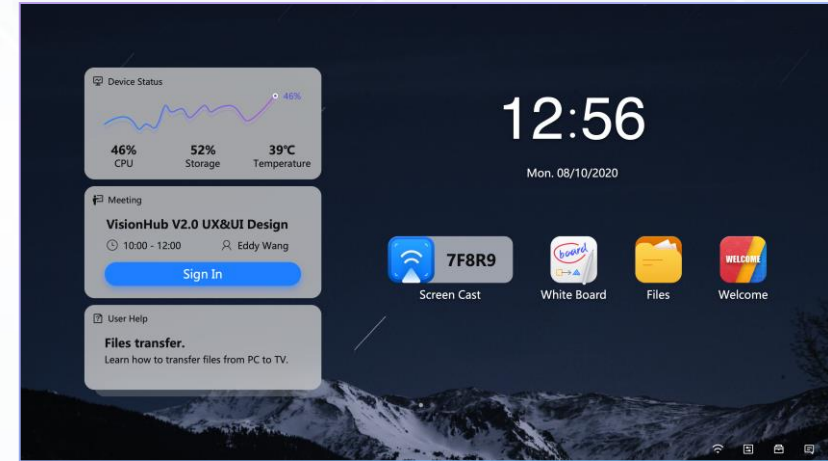 Device Status
46%
46%
CPU
52%
Storage
39℃
Temperature
Meeting
VisionHub V2.0 UX&UI Design
10:00 - 12:00
Eddy Wang
Sign In
User Help
Files transfer.
Learn how to transfer files from PC to TV.
12:56
Mon. 08/10/2020
7F8R9
Screen Cast
board
White Board
Files
WELCOME
Welcome